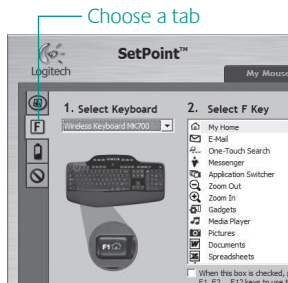 Choose a tab
Logitech
SetPoint™
My Mouse
1. Select Keyboard
2. Select F Key
Wireless Keyboard MK700
F
My Home
E-Mail
One-Touch Search
Messenger
Application Switcher
Zoom Out
Zoom In
Gadgets
Media Player
Pictures
Documents
Spreadsheets
F1
When this box is checked, 
F1, F2 ... F12 keys to use